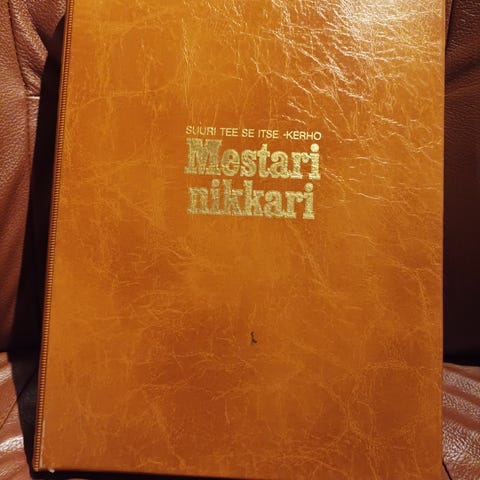 SUURI TEE SE ITSE -KERHO
Mestari
nikkari